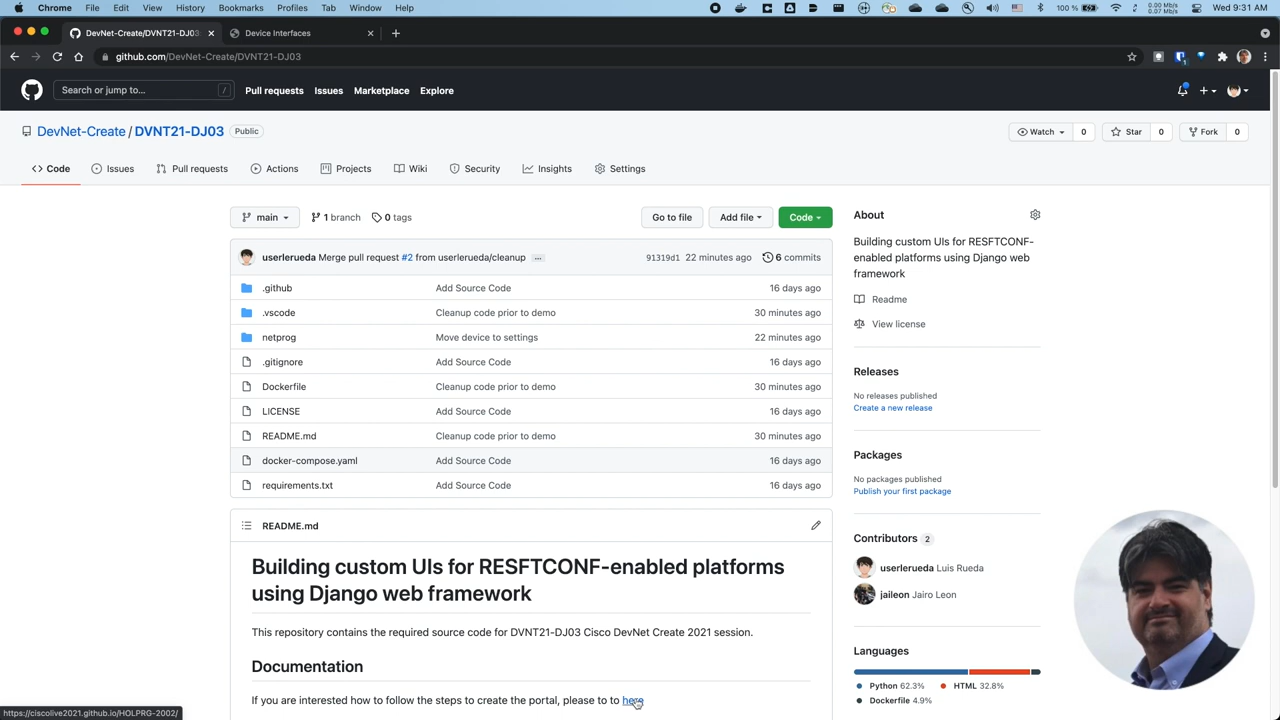 Chrome File Edit View History Bookmarks Profiles Tab Window Help 100 % 0.00 MB/s 0.07 MB/s Wed 9:31 AM
DevNet-Create/DVNT21-DJ03: Device Interfaces
github.com/DevNet-Create/DVNT21-DJ03
Search or jump to... / Pull requests Issues Marketplace Explore
DevNet-Create / DVNT21-DJ03 Public Watch 0 Star 0 Fork 0
Code Issues Pull requests Actions Projects Wiki Security Insights Settings
main 1 branch 0 tags Go to file Add file Code
userlerueda Merge pull request #2 from userlerueda/cleanup ... 91319d1 22 minutes ago 6 commits
.github Add Source Code 16 days ago
.vscode Cleanup code prior to demo 30 minutes ago
netprog Move device to settings 22 minutes ago
.gitignore Add Source Code 16 days ago
Dockerfile Cleanup code prior to demo 30 minutes ago
LICENSE Add Source Code 16 days ago
README.md Cleanup code prior to demo 30 minutes ago
docker-compose.yaml Add Source Code 16 days ago
requirements.txt Add Source Code 16 days ago
README.md
Building custom UIs for RESFTCONF-enabled platforms
using Django web framework
This repository contains the required source code for DVNT21-DJ03 Cisco DevNet Create 2021 session.
Documentation
If you are interested how to follow the steps to create the portal, please to to here
About
Building custom UIs for RESFTCONF-
enabled platforms using Django web
framework
Readme
View license
Releases
No releases published
Create a new release
Packages
No packages published
Publish your first package
Contributors 2
userlerueda Luis Rueda
jaileon Jairo Leon
Languages
Python 62.3% HTML 32.8%
Dockerfile 4.9%
https://ciscolive2021.github.io/HOLPRG-2002/